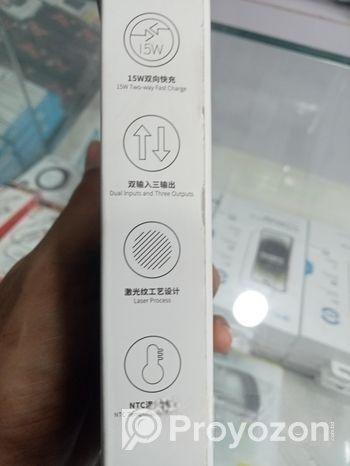 15W
15W双向快充
15W Two-way Fast Charge
双输入三输出
Dual Inputs and Three Outputs
激光纹工艺设计
Laser Process
NTC
NTC
Proyozon